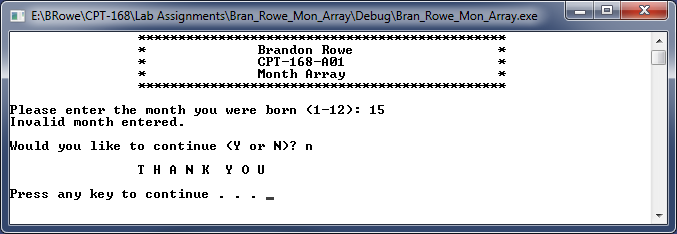 E:\BRowe\CPT-168\Lab Assignments\Bran_Rowe_Mon_Array\Debug\Bran_Rowe_Mon_Array.exe
**********************************************
* Brandon Rowe *
* CPT-168-A01 *
* Month Array *
**********************************************
Please enter the month you were born (1-12): 15
Invalid month entered.
Would you like to continue (Y or N)? n
T H A N K  Y O U
Press any key to continue . . . _